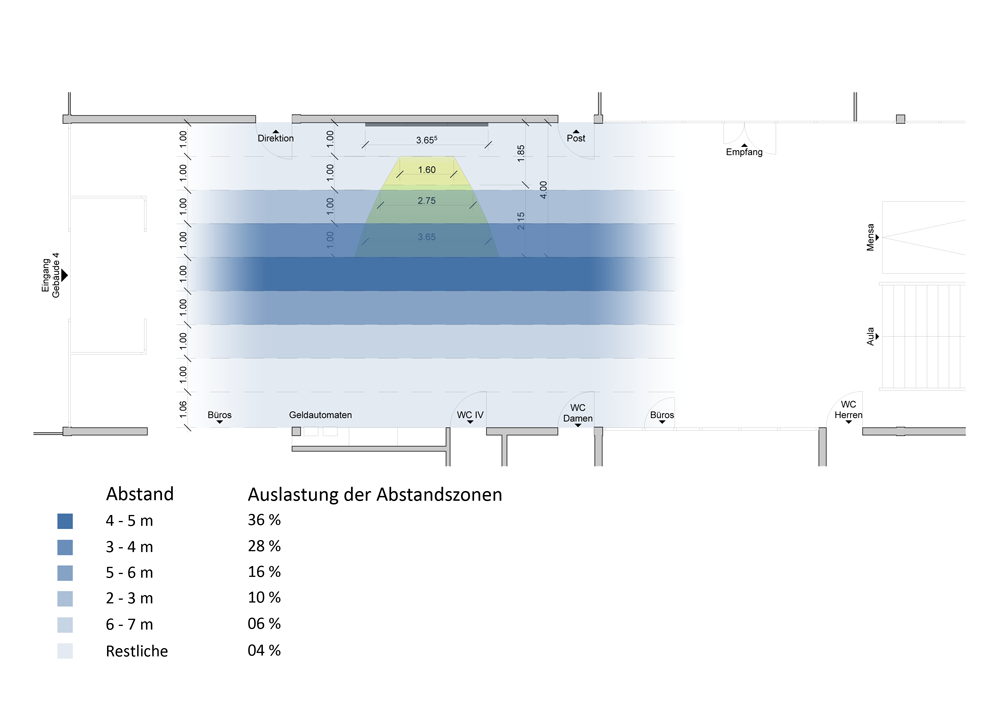 Direktion
3.65⁵
Post
Empfang
1.00
1.00
1.85
1.00
1.00
1.60
4.00
1.00
1.00
2.75
2.15
1.00
1.00
3.65
Mensa
Eingang
Gebäude 4
1.00
1.00
1.00
Aula
1.00
1.06
Büros
Geldautomaten
WC IV
WC
Damen
Büros
WC
Herren
Abstand Auslastung der Abstandszonen
4 - 5 m 36 %
3 - 4 m 28 %
5 - 6 m 16 %
2 - 3 m 10 %
6 - 7 m 06 %
Restliche 04 %